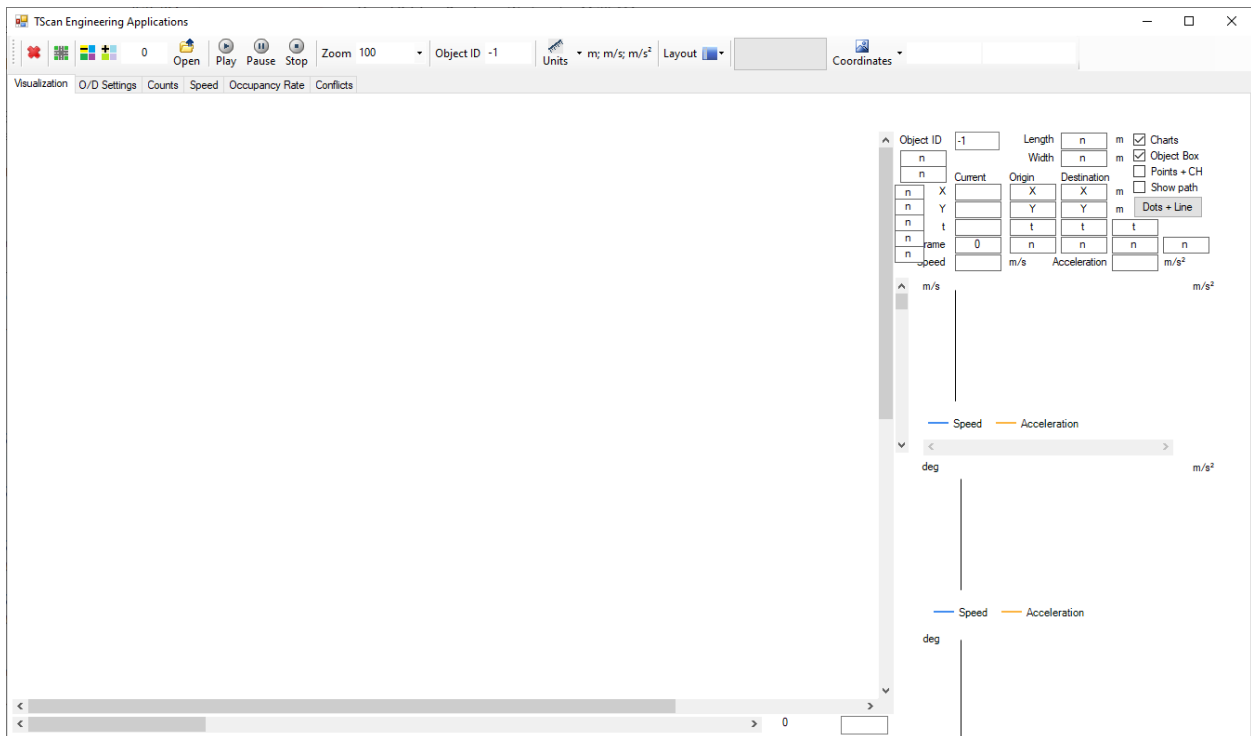 TScan Engineering Applications
0 Open Play Pause Stop Zoom 100 Object ID -1 Units m; m/s; m/s² Layout Coordinates
Visualization O/D Settings Counts Speed Occupancy Rate Conflicts
Object ID -1 Length n m Charts
n Width n m Object Box
n Points + CH
Current Origin Destination
n X X X m Show path
n Y Y Y m Dots + Line
n t t t t
n rame 0 n n n n
n Speed m/s Acceleration m/s²
m/s m/s²
Speed Acceleration
deg m/s²
Speed Acceleration
deg
0